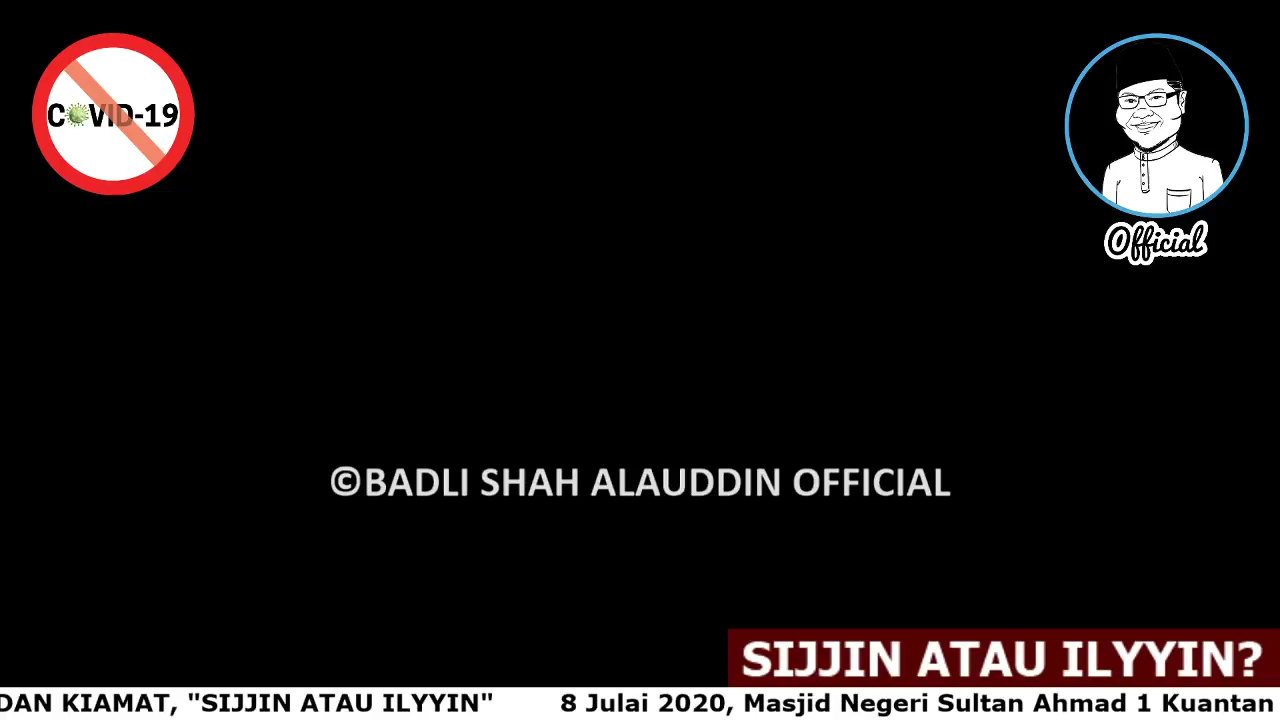 COVID-19
Official
©BADLI SHAH ALAUDDIN OFFICIAL
SIJJIN ATAU ILYYIN?
DAN KIAMAT, "SIJJIN ATAU ILYYIN" 8 Julai 2020, Masjid Negeri Sultan Ahmad 1 Kuantan